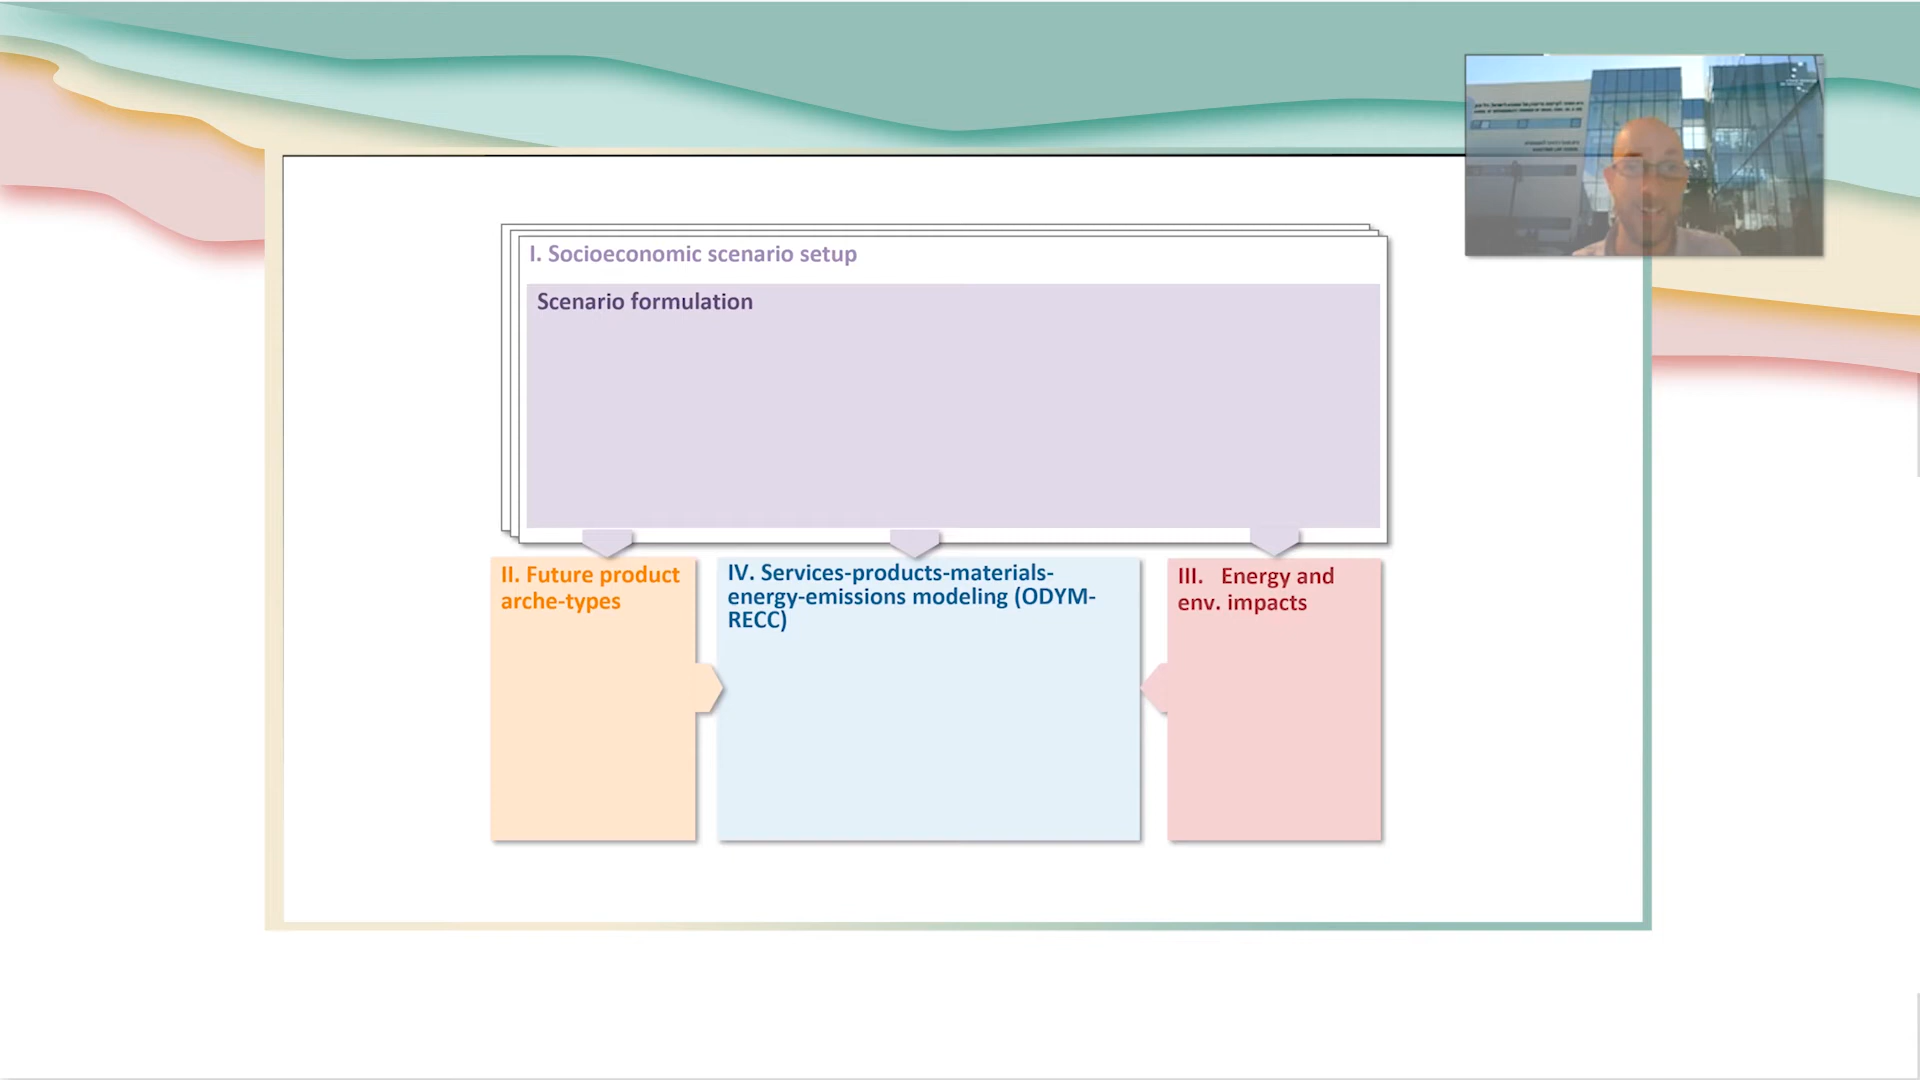 I. Socioeconomic scenario setup
Scenario formulation
II. Future product
arche-types
IV. Services-products-materials-
energy-emissions modeling (ODYM-
RECC)
III. Energy and
env. impacts